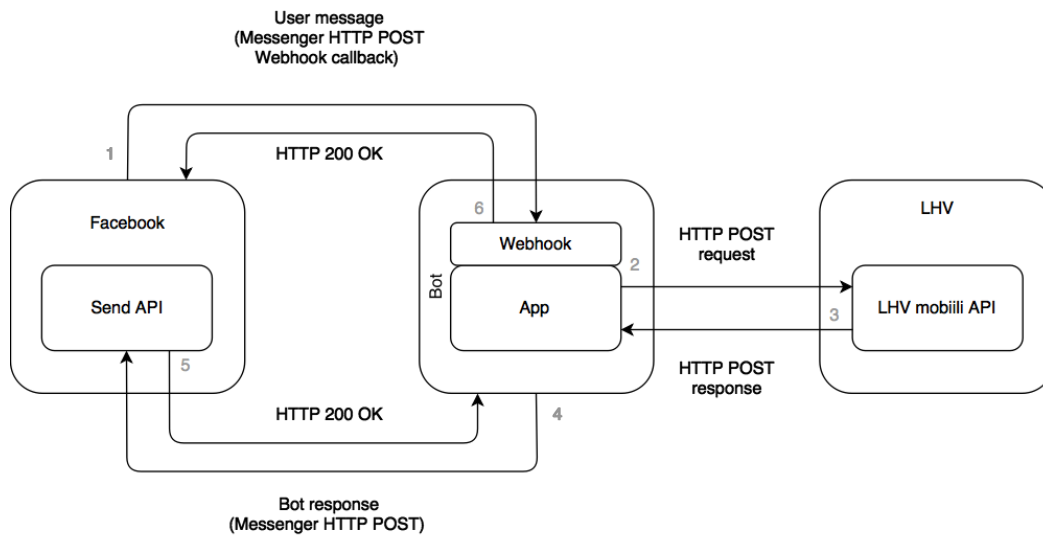 User message
(Messenger HTTP POST
Webhook callback)
1
HTTP 200 OK
6
Facebook
Send API
5
Bot
Webhook
App
2
HTTP POST
request
LHV
LHV mobiili API
3
HTTP POST
response
HTTP 200 OK
4
Bot response
(Messenger HTTP POST)